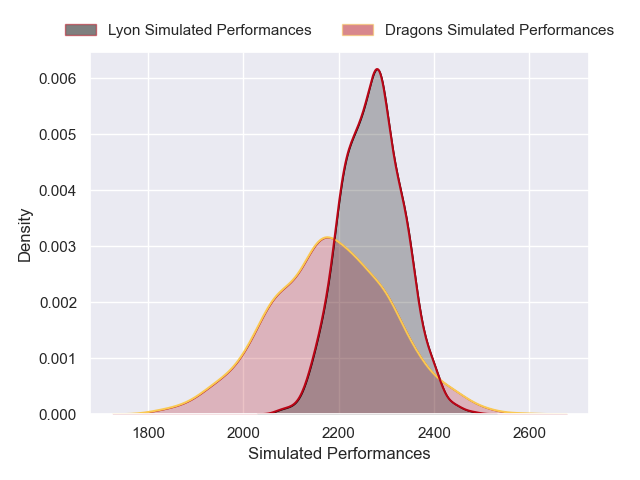 Lyon Simulated Performances
Dragons Simulated Performances
0.006
0.005
0.004
0.003
0.002
0.001
0.000
Density
1800 2000 2200 2400 2600
Simulated Performances